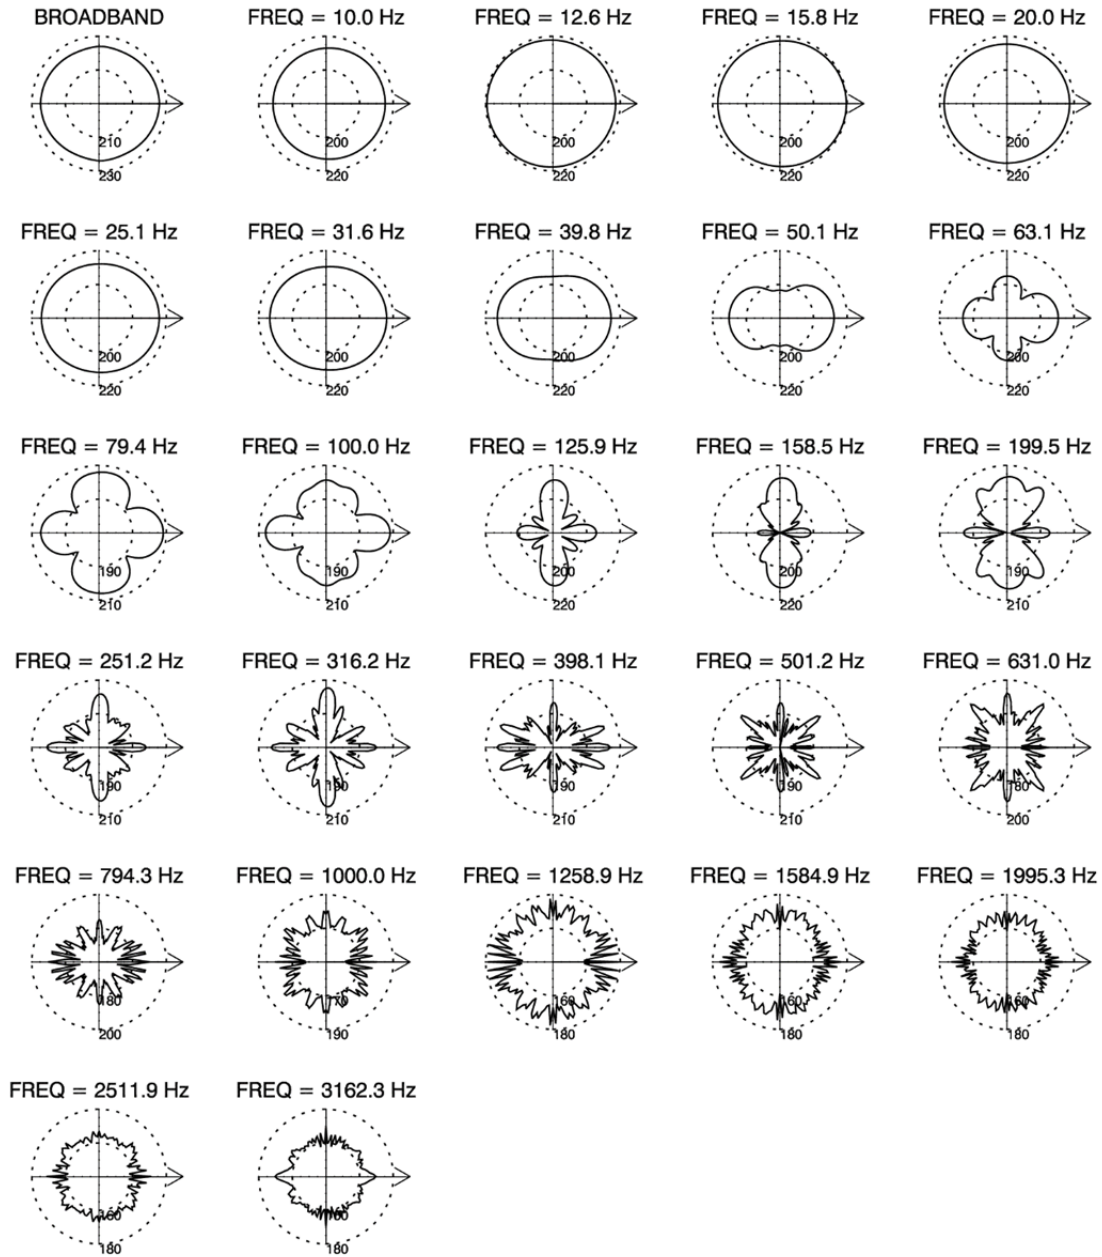 BROADBAND FREQ = 10.0 Hz FREQ = 12.6 Hz FREQ = 15.8 Hz FREQ = 20.0 Hz
210 200 200 200 200
230 220 220 220 220
FREQ = 25.1 Hz FREQ = 31.6 Hz FREQ = 39.8 Hz FREQ = 50.1 Hz FREQ = 63.1 Hz
200 200 200 200 200
220 220 220 220 220
FREQ = 79.4 Hz FREQ = 100.0 Hz FREQ = 125.9 Hz FREQ = 158.5 Hz FREQ = 199.5 Hz
190 190 200 200 190
210 210 220 220 210
FREQ = 251.2 Hz FREQ = 316.2 Hz FREQ = 398.1 Hz FREQ = 501.2 Hz FREQ = 631.0 Hz
190 190 190 190 180
210 210 210 210 200
FREQ = 794.3 Hz FREQ = 1000.0 Hz FREQ = 1258.9 Hz FREQ = 1584.9 Hz FREQ = 1995.3 Hz
180 170 160 160 160
200 190 180 180 180
FREQ = 2511.9 Hz FREQ = 3162.3 Hz
160 160
180 180